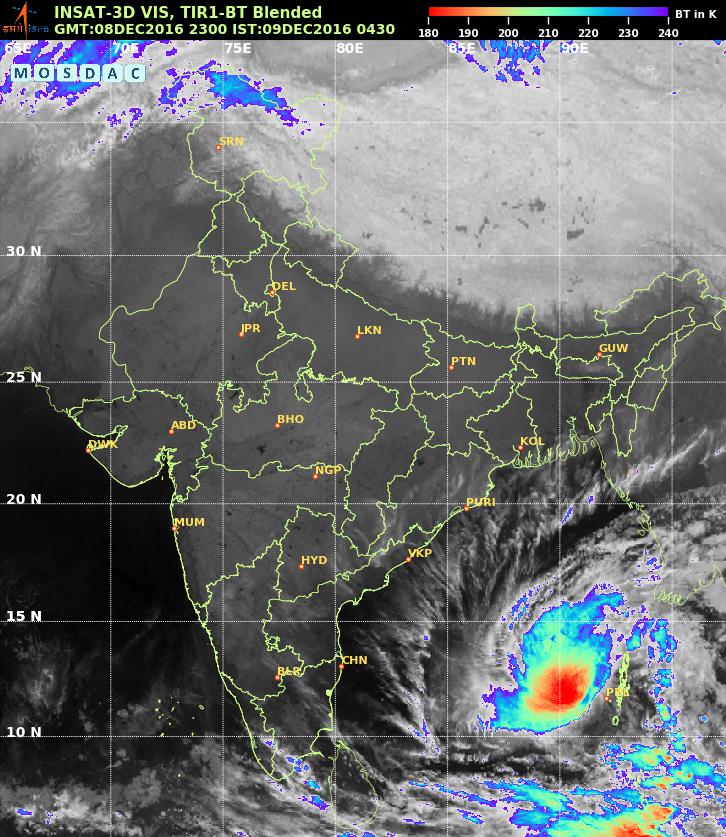 INSAT-3D VIS, TIR1-BT Blended
GMT:08DEC2016 2300 IST:09DEC2016 0430
BT in K
180 190 200 210 220 230 240
65E 70E 75E 80E 85E 90E
MOSDAC
SRN
30 N
DEL
JPR LKN
GUW
PTN
25 N
ABD BHO
DWK KOL
NGP
20 N PURI
MUM
HYD VKP
15 N
BLR CHN
PBL
10 N